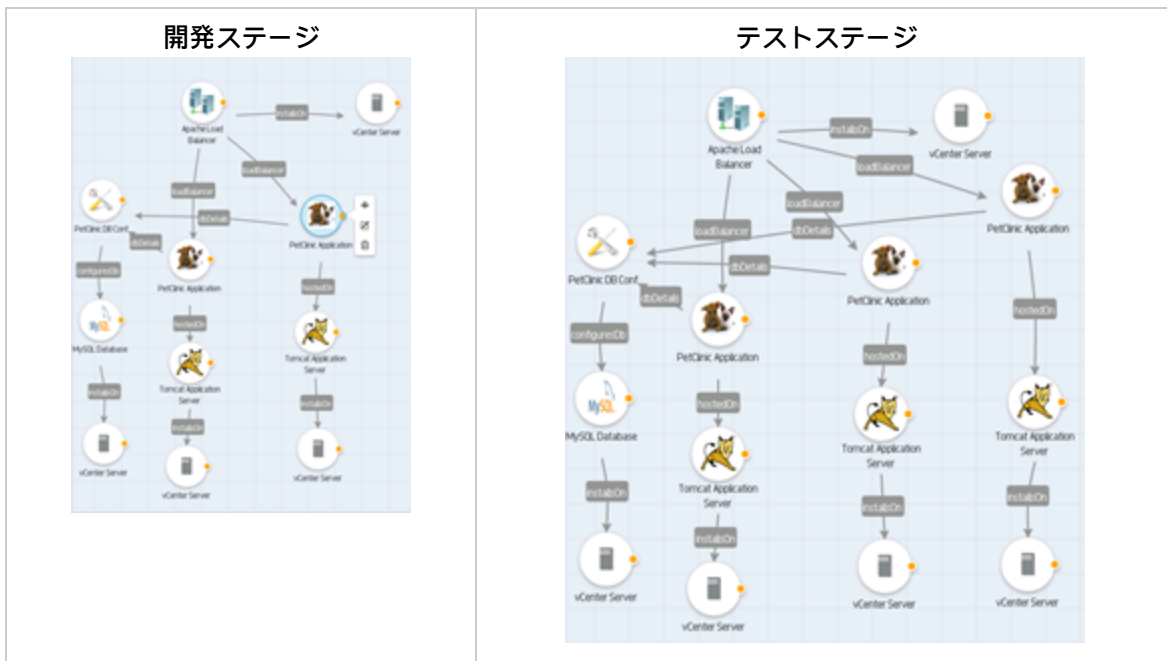 開発ステージ
テストステージ
Apache Load
Balancer
installsOn
vCenter Server
loadBalancer
loadBalancer
PetClinic DB Conf
dbDetails
dbDetails
PetClinic Application
PetClinic Application
configuresDb
hostedOn
hostedOn
MySQL
MySQL Database
Tomcat Application
Server
Tomcat Application
Server
installsOn
installsOn
installsOn
vCenter Server
vCenter Server
vCenter Server
Apache Load
Balancer
installsOn
vCenter Server
loadBalancer
loadBalancer
loadBalancer
PetClinic Application
dbDetails
dbDetails
dbDetails
PetClinic DB Conf
PetClinic Application
PetClinic Application
configuresDb
hostedOn
hostedOn
hostedOn
MySQL
MySQL Database
Tomcat Application
Server
Tomcat Application
Server
Tomcat Application
Server
installsOn
installsOn
installsOn
installsOn
vCenter Server
vCenter Server
vCenter Server
vCenter Server